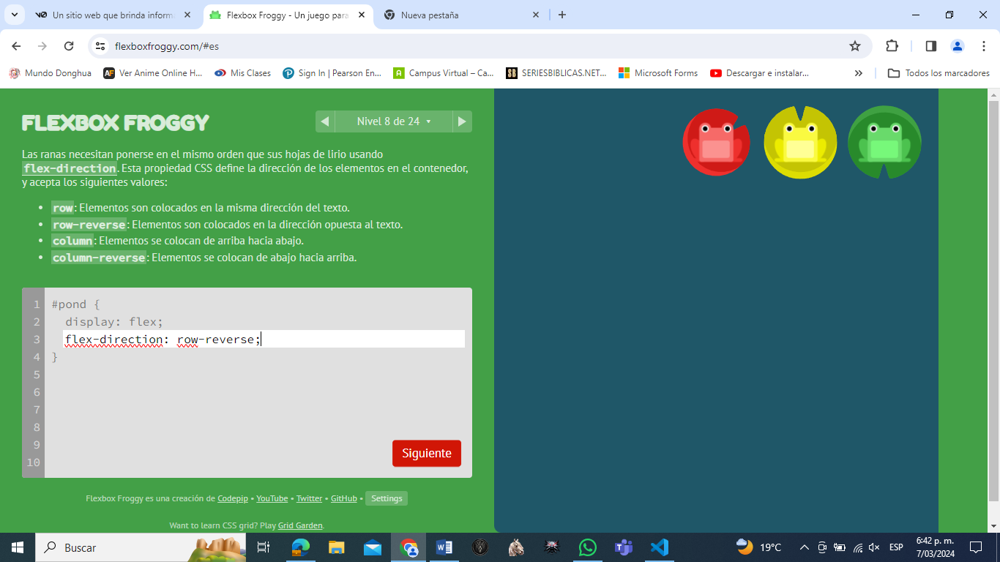 Un sitio web que brinda inform
Flexbox Froggy - Un juego para
Nueva pestaña
flexboxfroggy.com/#es
Mundo Donghua
Ver Anime Online H...
Mis Clases
Sign In | Pearson En...
Campus Virtual – Ca...
SERIESBIBLICAS.NET...
Microsoft Forms
Descargar e instalar...
Todos los marcadores
FLEXBOX FROGGY
Nivel 8 de 24
Las ranas necesitan ponerse en el mismo orden que sus hojas de lirio usando
flex-direction. Esta propiedad CSS define la dirección de los elementos en el contenedor,
y acepta los siguientes valores:
• row: Elementos son colocados en la misma dirección del texto.
• row-reverse: Elementos son colocados en la dirección opuesta al texto.
• column: Elementos se colocan de arriba hacia abajo.
• column-reverse: Elementos se colocan de abajo hacia arriba.
1 #pond {
2 display: flex;
3 flex-direction: row-reverse;
4 }
5
6
7
8
9
10
Siguiente
Flexbox Froggy es una creación de Codepip • YouTube • Twitter • GitHub • Settings
Want to learn CSS grid? Play Grid Garden.
Buscar
19°C
ESP
6:42 p. m.
7/03/2024